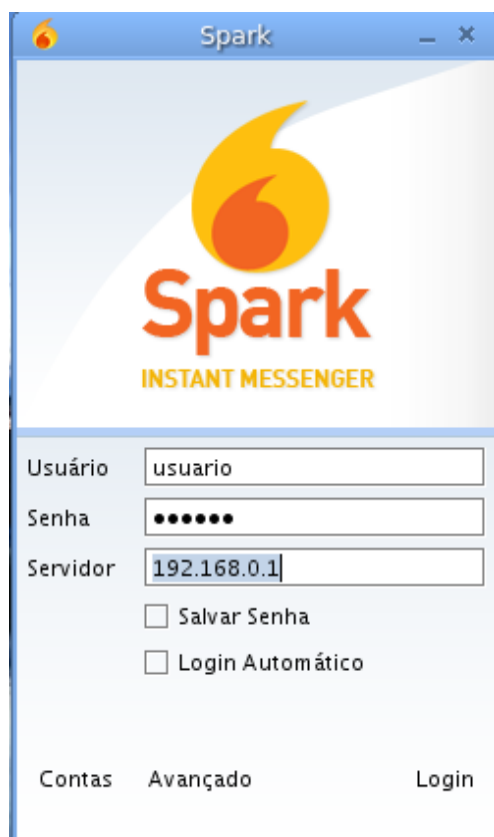 Spark
Spark
INSTANT MESSENGER
Usuário usuario
Senha ●●●●●●
Servidor 192.168.0.1
Salvar Senha
Login Automático
Contas Avançado Login